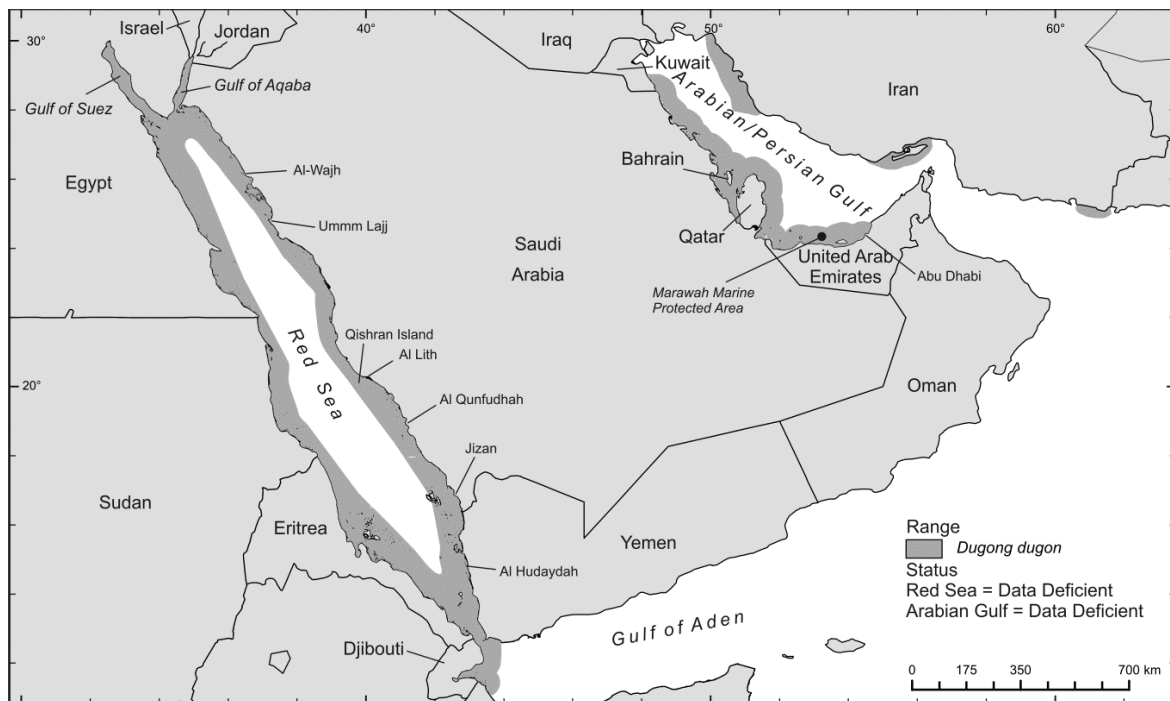 40°
50°
60°
30°
20°
Israel
Jordan
Iraq
Kuwait
Iran
Gulf of Aqaba
Gulf of Suez
Arabian/Persian Gulf
Egypt
Al-Wajh
Bahrain
Ummm Lajj
Qatar
Saudi
Arabia
United Arab
Emirates
Abu Dhabi
Marawah Marine
Protected Area
Red Sea
Qishran Island
Al Lith
Oman
Al Qunfudhah
Jizan
Sudan
Eritrea
Yemen
Al Hudaydah
Djibouti
Gulf of Aden
Range
Dugong dugon
Status
Red Sea = Data Deficient
Arabian Gulf = Data Deficient
0 175 350 700 km